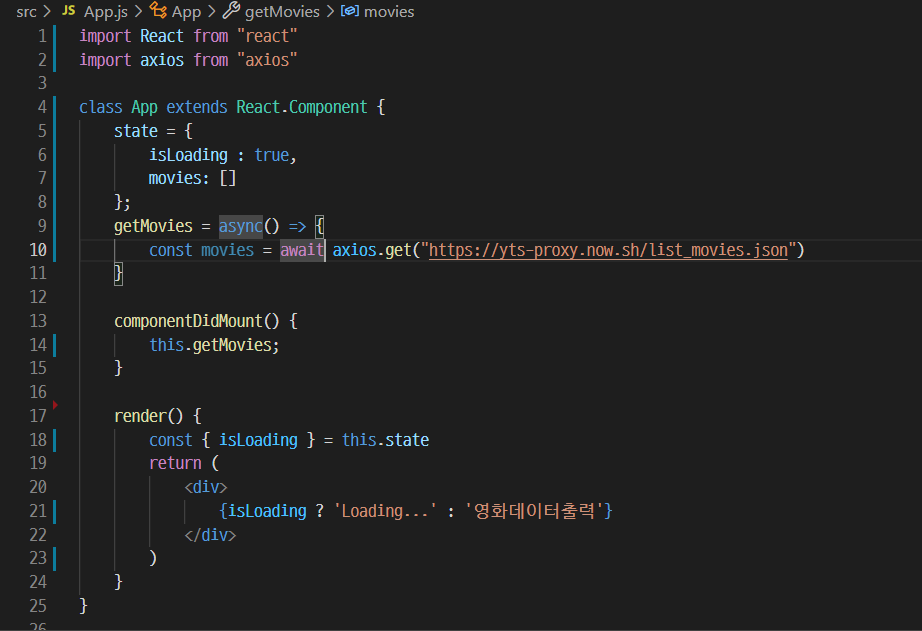 src > JS App.js > App > getMovies > movies
1 import React from "react"
2 import axios from "axios"
3
4 class App extends React.Component {
5 state = {
6 isLoading : true,
7 movies: []
8 };
9 getMovies = async() => {
10 const movies = await axios.get("https://yts-proxy.now.sh/list_movies.json")
11 }
12
13 componentDidMount() {
14 this.getMovies;
15 }
16
17 render() {
18 const { isLoading } = this.state
19 return (
20 <div>
21 {isLoading ? 'Loading...' : '영화데이터출력'}
22 </div>
23 )
24 }
25 }
26